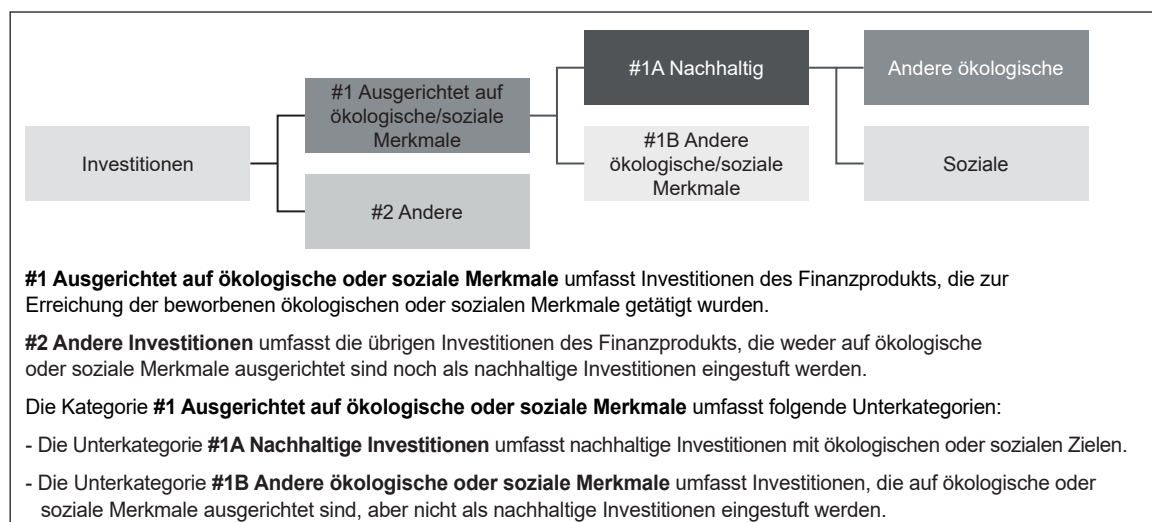 #1A Nachhaltig
Andere ökologische
#1 Ausgerichtet auf
ökologische/soziale
Merkmale
Investitionen
#1B Andere
ökologische/soziale
Merkmale
Soziale
#2 Andere
#1 Ausgerichtet auf ökologische oder soziale Merkmale umfasst Investitionen des Finanzprodukts, die zur
Erreichung der beworbenen ökologischen oder sozialen Merkmale getätigt wurden.
#2 Andere Investitionen umfasst die übrigen Investitionen des Finanzprodukts, die weder auf ökologische
oder soziale Merkmale ausgerichtet sind noch als nachhaltige Investitionen eingestuft werden.
Die Kategorie #1 Ausgerichtet auf ökologische oder soziale Merkmale umfasst folgende Unterkategorien:
- Die Unterkategorie #1A Nachhaltige Investitionen umfasst nachhaltige Investitionen mit ökologischen oder sozialen Zielen.
- Die Unterkategorie #1B Andere ökologische oder soziale Merkmale umfasst Investitionen, die auf ökologische oder
soziale Merkmale ausgerichtet sind, aber nicht als nachhaltige Investitionen eingestuft werden.